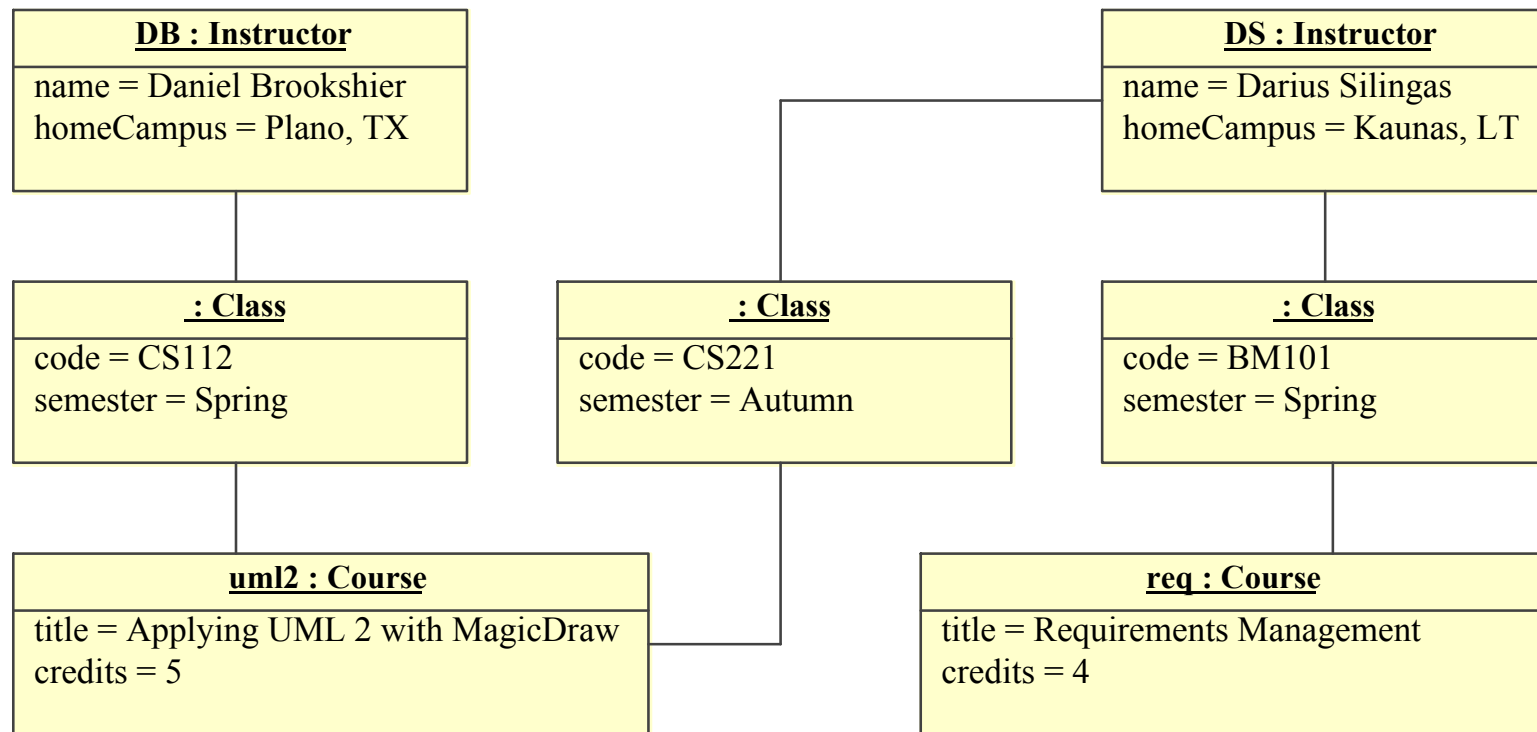 DB : Instructor
name = Daniel Brookshier
homeCampus = Plano, TX
DS : Instructor
name = Darius Silingas
homeCampus = Kaunas, LT
: Class
code = CS112
semester = Spring
: Class
code = CS221
semester = Autumn
: Class
code = BM101
semester = Spring
uml2 : Course
title = Applying UML 2 with MagicDraw
credits = 5
req : Course
title = Requirements Management
credits = 4